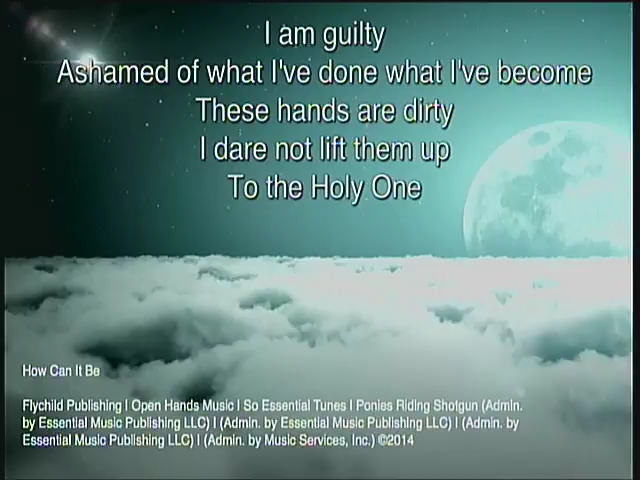 I am guilty
Ashamed of what I've done what I've become
These hands are dirty
I dare not lift them up
To the Holy One
How Can It Be
Flychild Publishing | Open Hands Music | So Essential Tunes | Ponies Riding Shotgun (Admin.
by Essential Music Publishing LLC) | (Admin. by Essential Music Publishing LLC) | (Admin. by
Essential Music Publishing LLC) | (Admin. by Music Services, Inc.) ©2014